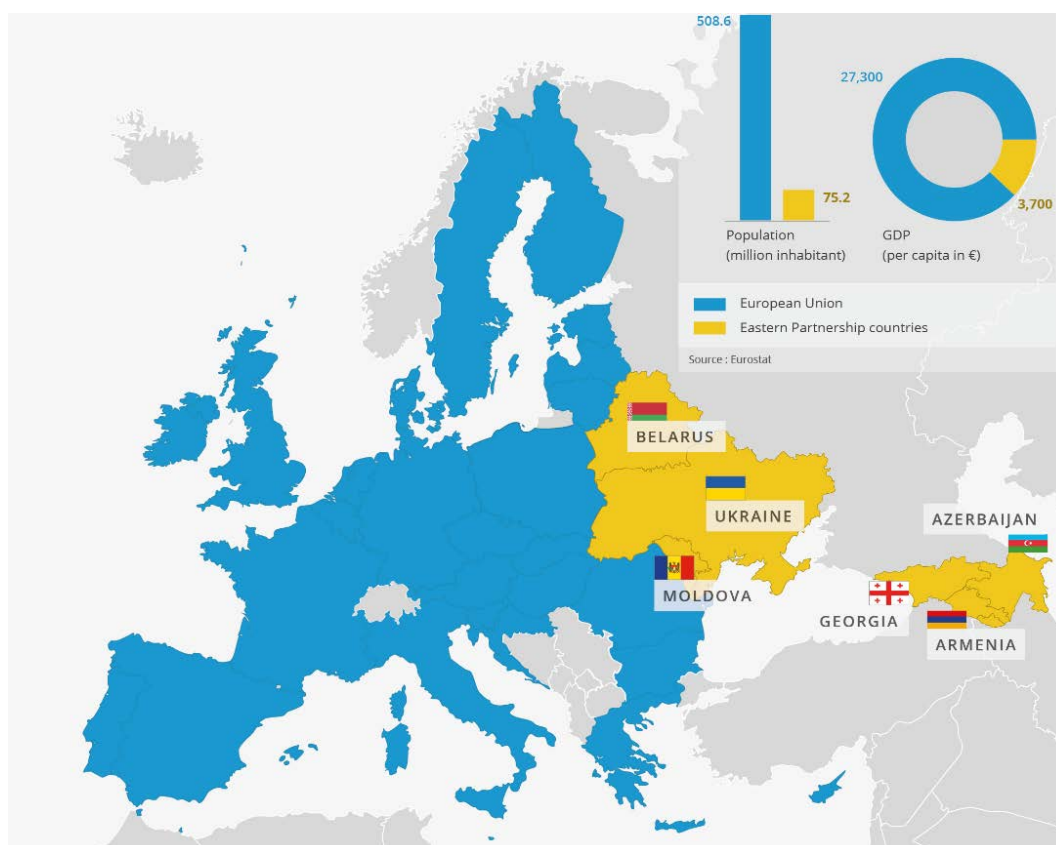 508.6
27,300
75.2
3,700
Population
(million inhabitant)
GDP
(per capita in €)
European Union
Eastern Partnership countries
Source : Eurostat
BELARUS
UKRAINE
AZERBAIJAN
MOLDOVA
GEORGIA
ARMENIA